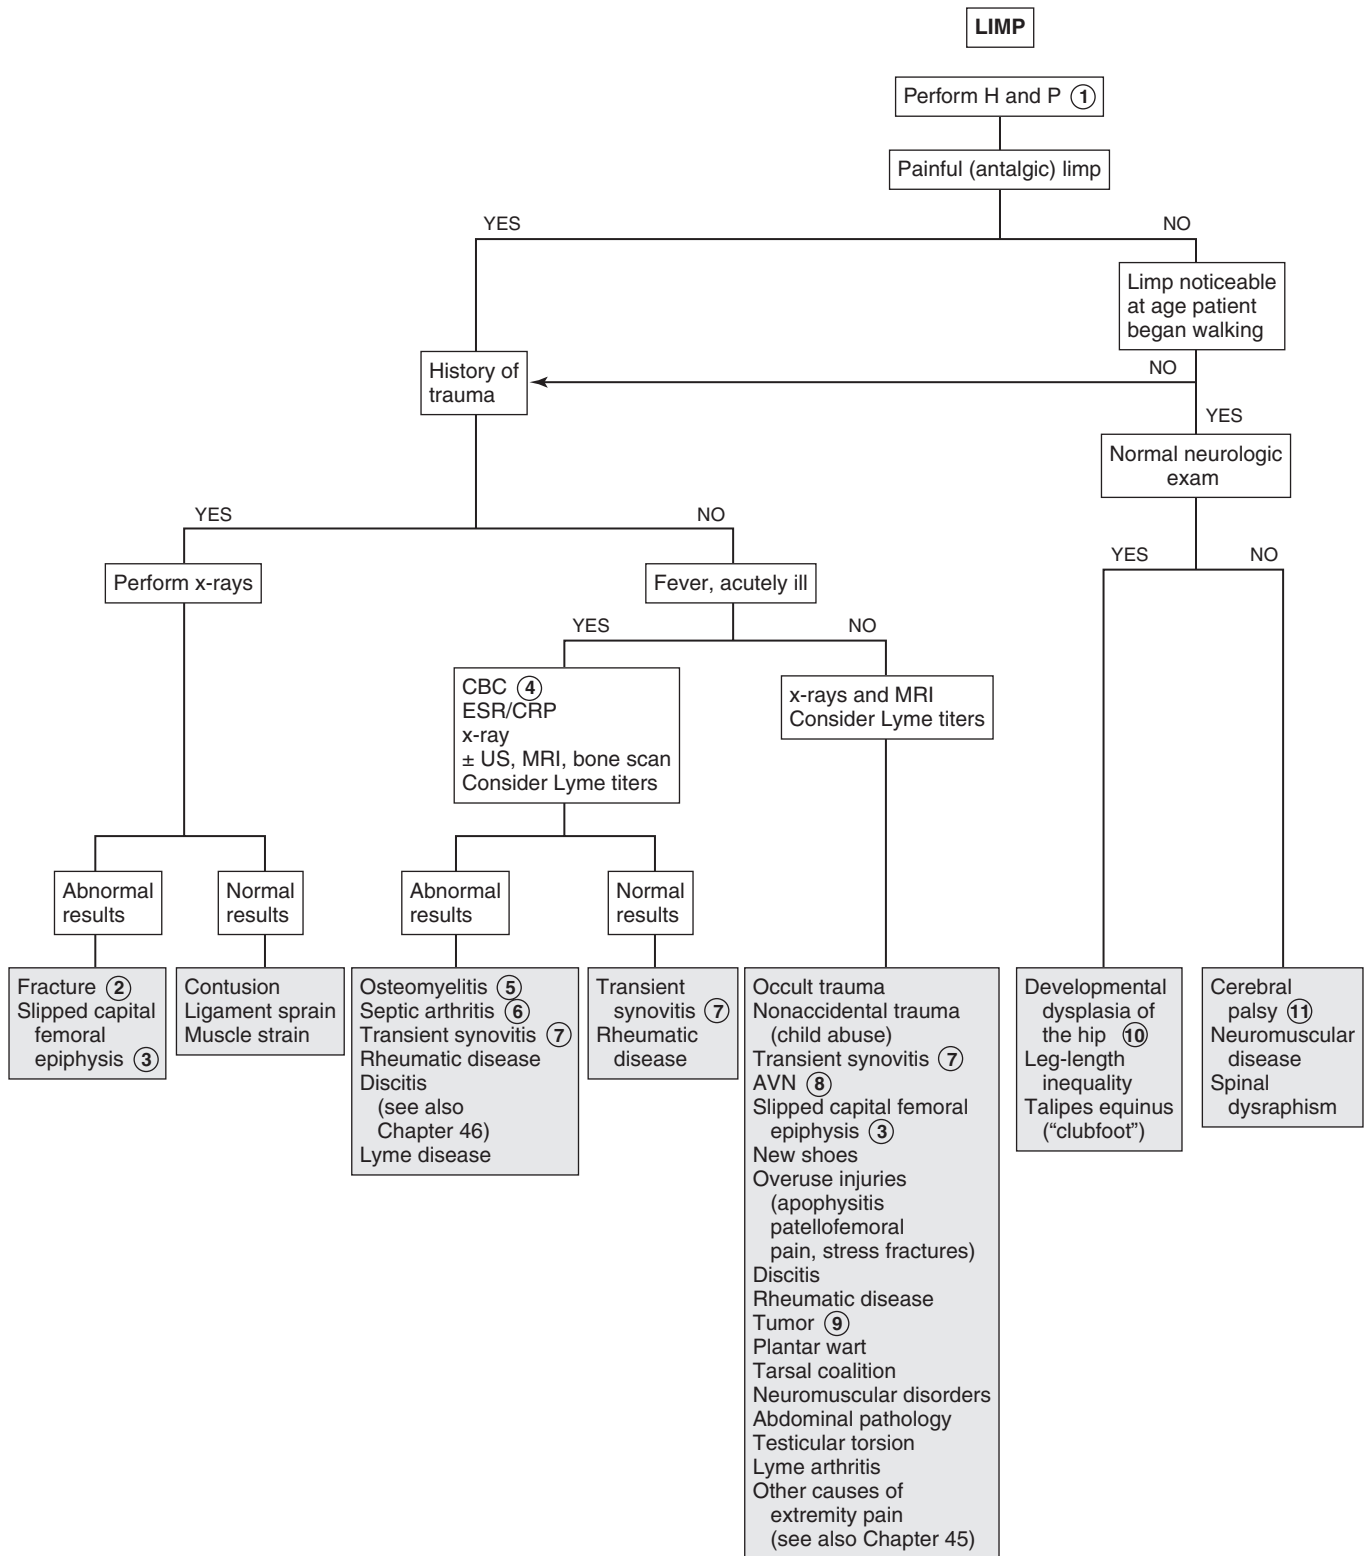 LIMP
Perform H and P 1
Painful (antalgic) limp
YES
NO
Limp noticeable
at age patient
began walking
NO
History of
trauma
YES
Normal neurologic
exam
YES
NO
YES
NO
Perform x-rays
Fever, acutely ill
YES
NO
CBC 4
ESR/CRP
x-ray
± US, MRI, bone scan
Consider Lyme titers
x-rays and MRI
Consider Lyme titers
Abnormal
results
Normal
results
Abnormal
results
Normal
results
Fracture 2
Slipped capital
femoral
epiphysis 3
Contusion
Ligament sprain
Muscle strain
Osteomyelitis 5
Septic arthritis 6
Transient synovitis 7
Rheumatic disease
Discitis
(see also
Chapter 46)
Lyme disease
Transient
synovitis 7
Rheumatic
disease
Occult trauma
Nonaccidental trauma
(child abuse)
Transient synovitis 7
AVN 8
Slipped capital femoral
epiphysis 3
New shoes
Overuse injuries
(apophysitis
patellofemoral
pain, stress fractures)
Discitis
Rheumatic disease
Tumor 9
Plantar wart
Tarsal coalition
Neuromuscular disorders
Abdominal pathology
Testicular torsion
Lyme arthritis
Other causes of
extremity pain
(see also Chapter 45)
Developmental
dysplasia of
the hip 10
Leg-length
inequality
Talipes equinus
(“clubfoot”)
Cerebral
palsy 11
Neuromuscular
disease
Spinal
dysraphism